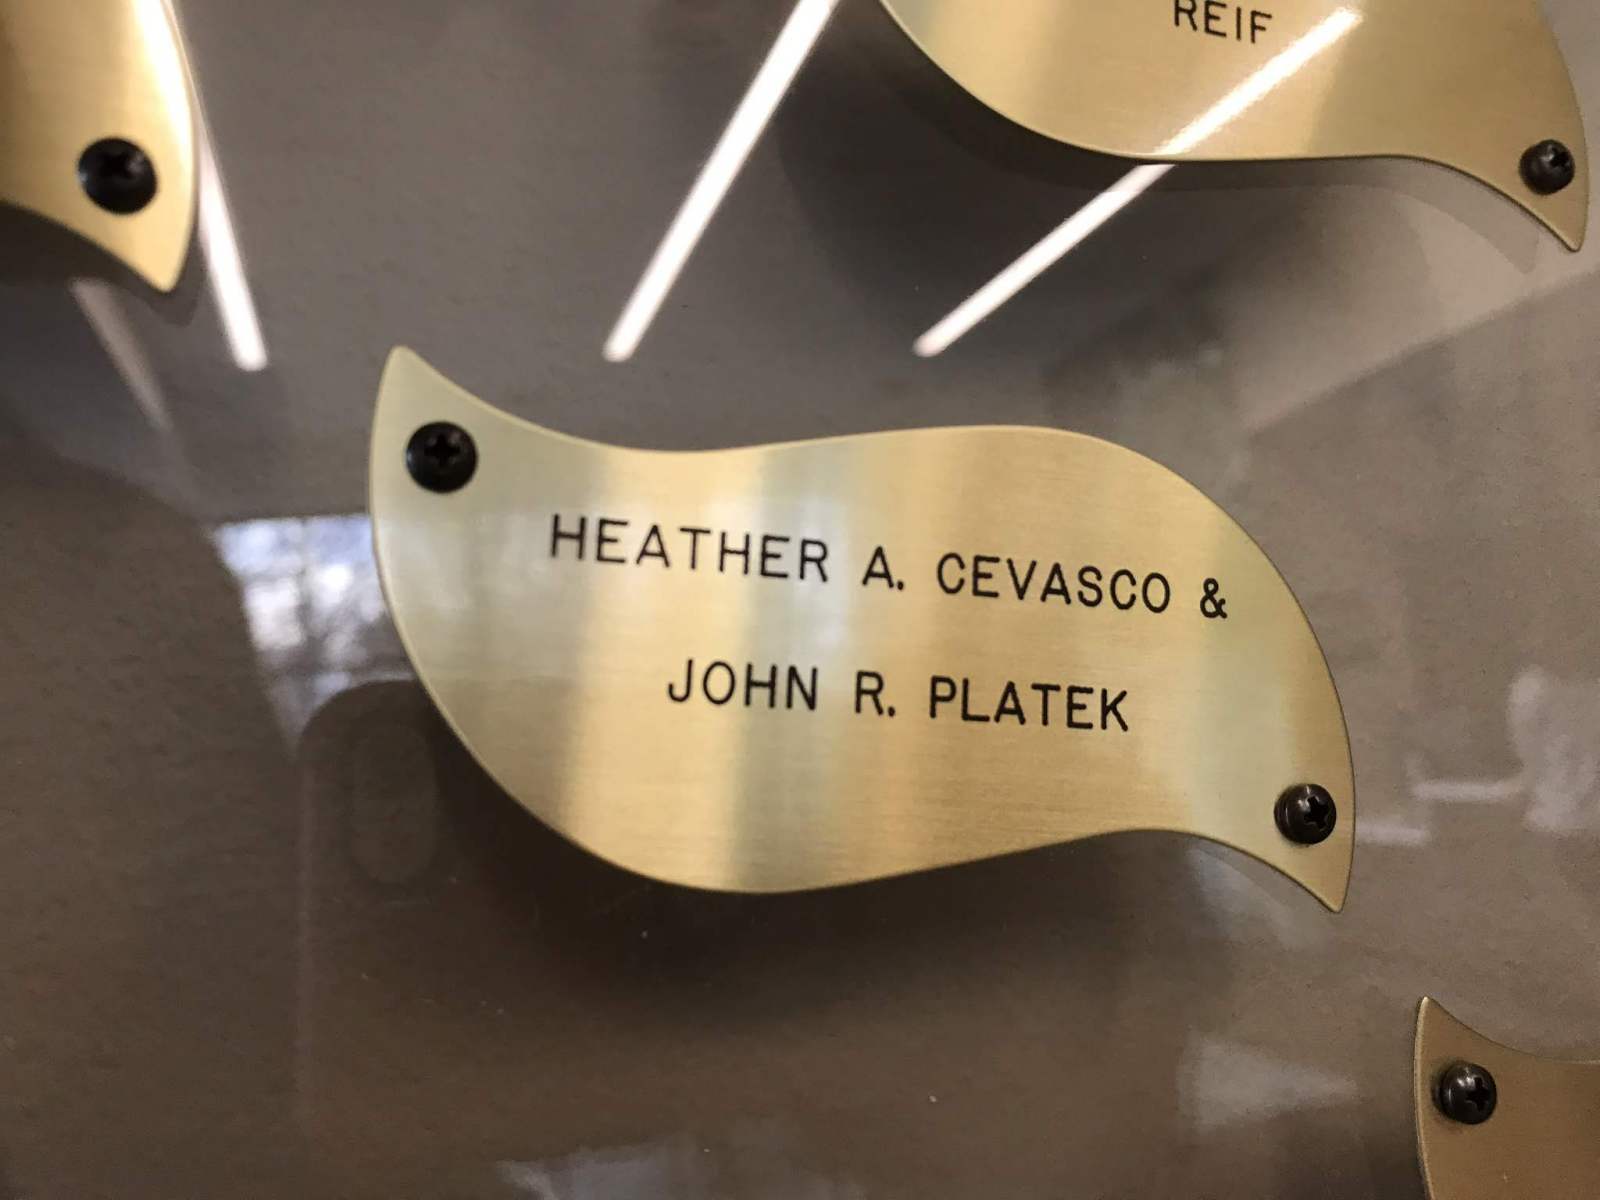 REIF
HEATHER A. CEVASCO &
JOHN R. PLATEK